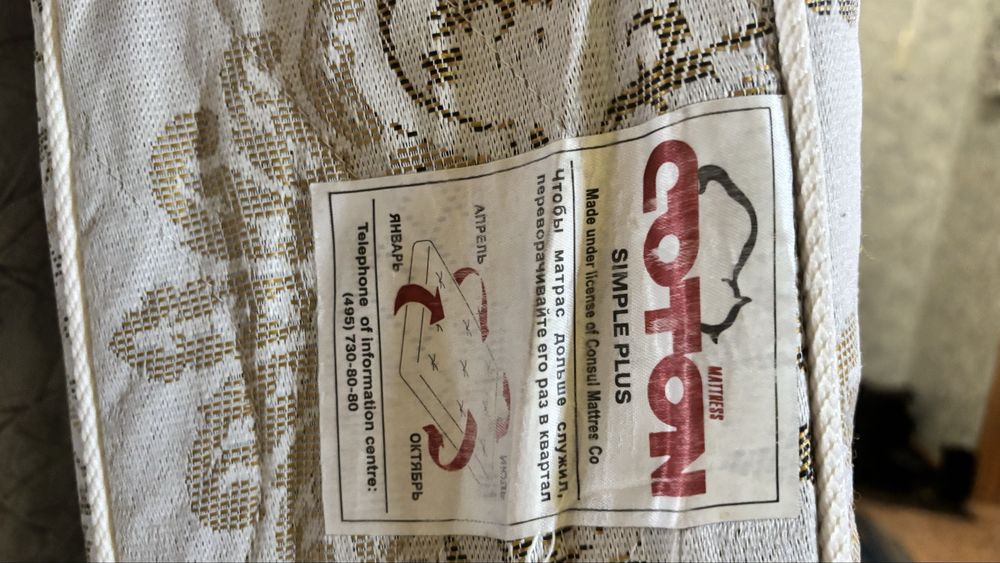 MATTRESS
COTTON
SIMPLE PLUS
Made under license of Consul Mattres Co
Чтобы матрас дольше служил,
переворачивайте его раз в квартал
АПРЕЛЬ
ИЮЛЬ
ЯНВАРЬ
ОКТЯБРЬ
Telephone of information centre:
(495) 730-80-80